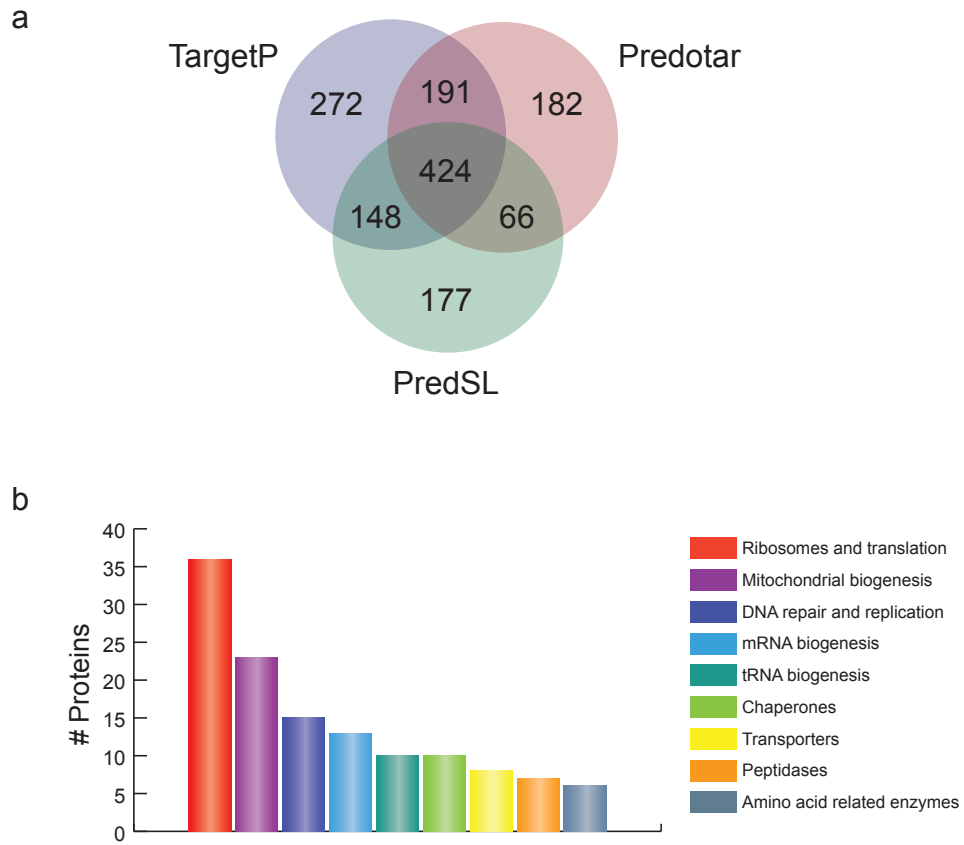 a
TargetP
Predotar
272
191
182
424
148
66
177
PredSL
b
# Proteins
40
35
30
25
20
15
10
5
0
Ribosomes and translation
Mitochondrial biogenesis
DNA repair and replication
mRNA biogenesis
tRNA biogenesis
Chaperones
Transporters
Peptidases
Amino acid related enzymes